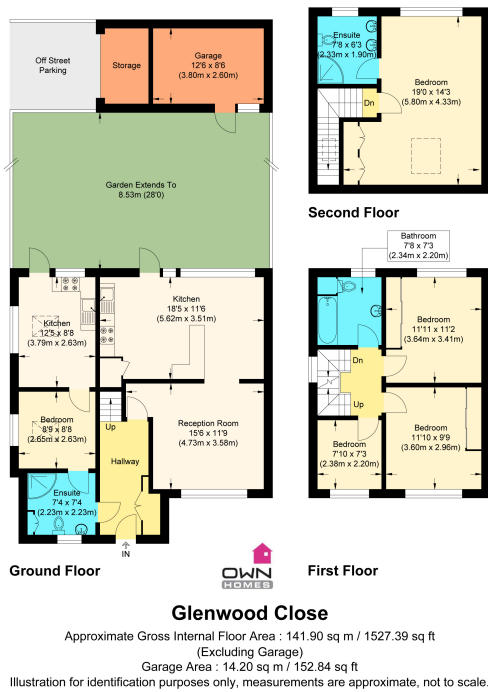 Off Street
Parking
Storage
Garage
12'6 x 8'6
(3.80m x 2.60m)
Garden Extends To
8.53m (28'0)
Kitchen
12'5 x 8'8
(3.79m x 2.63m)
Kitchen
18'5 x 11'6
(5.62m x 3.51m)
Bedroom
8'9 x 8'8
(2.65m x 2.63m)
Up
Hallway
Reception Room
15'6 x 11'9
(4.73m x 3.58m)
Ensuite
7'4 x 7'4
(2.23m x 2.23m)
IN
Ground Floor
OWN
HOMES
Ensuite
7'8 x 6'3
(2.33m x 1.90m)
Dn
Bedroom
19'0 x 14'3
(5.80m x 4.33m)
Second Floor
Bathroom
7'8 x 7'3
(2.34m x 2.20m)
Bedroom
11'11 x 11'2
(3.64m x 3.41m)
Dn
Up
Bedroom
7'10 x 7'3
(2.38m x 2.20m)
Bedroom
11'10 x 9'9
(3.60m x 2.96m)
First Floor
Glenwood Close
Approximate Gross Internal Floor Area : 141.90 sq m / 1527.39 sq ft
(Excluding Garage)
Garage Area : 14.20 sq m / 152.84 sq ft
Illustration for identification purposes only, measurements are approximate, not to scale.